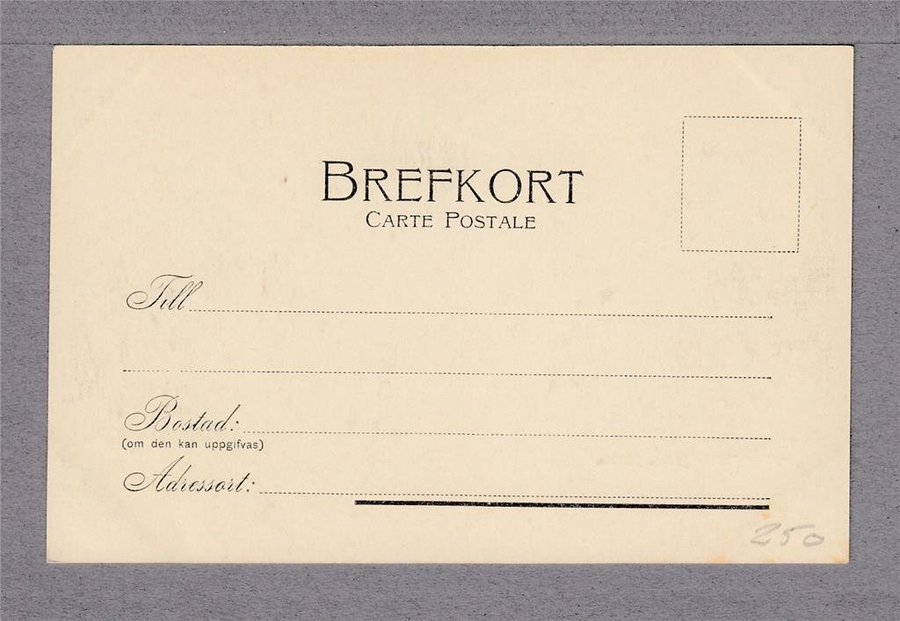 BREFKORT
CARTE POSTALE
Till
Bostad:
(om den kan uppgifvas)
Adressort:
250